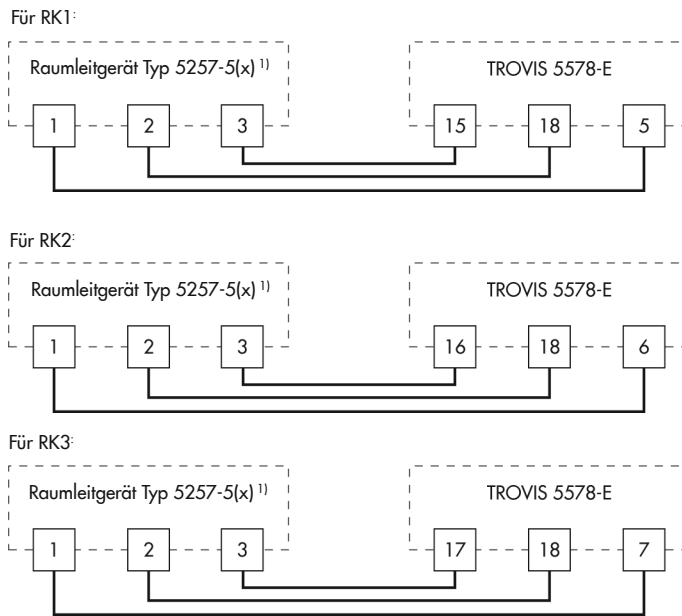 Für RK1:
Raumleitgerät Typ 5257-5(x) 1) TROVIS 5578-E
1 2 3 15 18 5
Für RK2:
Raumleitgerät Typ 5257-5(x) 1) TROVIS 5578-E
1 2 3 16 18 6
Für RK3:
Raumleitgerät Typ 5257-5(x) 1) TROVIS 5578-E
1 2 3 17 18 7